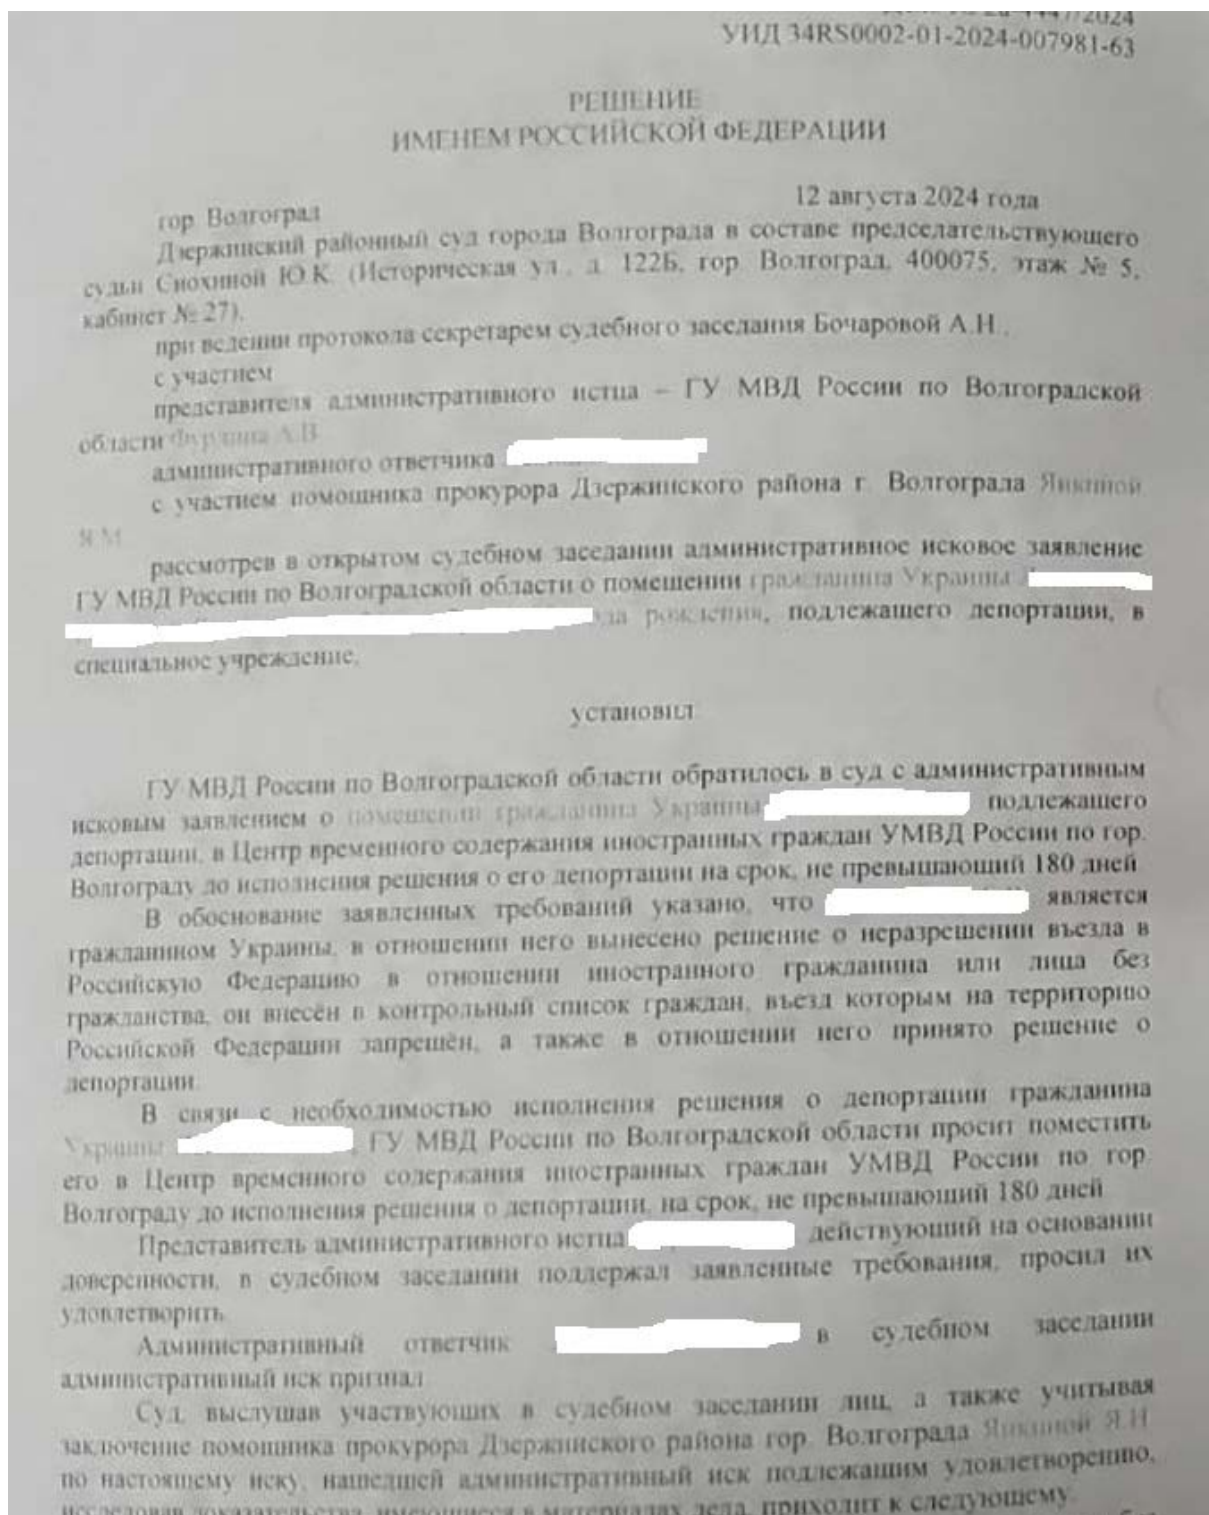 2024
УИД 34RS0002-01-2024-007981-63
РЕШЕНИЕ
ИМЕНЕМ РОССИЙСКОЙ ФЕДЕРАЦИИ
гор. Волгоград 12 августа 2024 года
Дзержинский районный суд города Волгограда в составе председательствующего
судьи Снохиной Ю.К. (Историческая ул., д. 122Б, гор. Волгоград, 400075, этаж № 5,
кабинет № 27),
при ведении протокола секретарем судебного заседания Бочаровой А.Н.,
с участием
представителя административного истца – ГУ МВД России по Волгоградской
области А.В.
административного ответчика
с участием помощника прокурора Дзержинского района г. Волгограда Янкиной
Я.М.
рассмотрев в открытом судебном заседании административное исковое заявление
ГУ МВД России по Волгоградской области о помещении гражданина Украины
рождения, подлежащего депортации, в
специальное учреждение,
установил
ГУ МВД России по Волгоградской области обратилось в суд с административным
исковым заявлением о помещении гражданина Украины подлежащего
депортации, в Центр временного содержания иностранных граждан УМВД России по гор.
Волгограду до исполнения решения о его депортации на срок, не превышающий 180 дней
В обоснование заявленных требований указано, что является
гражданином Украины, в отношении него вынесено решение о неразрешении въезда в
Российскую Федерацию в отношении иностранного гражданина или лица без
гражданства, он внесён в контрольный список граждан, въезд которым на территорию
Российской Федерации запрещён, а также в отношении него принято решение о
депортации.
В связи с необходимостью исполнения решения о депортации гражданина
Украины ГУ МВД России по Волгоградской области просит поместить
его в Центр временного содержания иностранных граждан УМВД России по гор.
Волгограду до исполнения решения о депортации, на срок, не превышающий 180 дней
Представитель административного истца действующий на основании
доверенности, в судебном заседании поддержал заявленные требования, просил их
удовлетворить.
Административный ответчик в судебном заседании
административный иск признал.
Суд, выслушав участвующих в судебном заседании лиц, а также учитывая
заключение помощника прокурора Дзержинского района гор. Волгограда Янкиной Я.Н.
по настоящему иску, нашедшей административный иск подлежащим удовлетворению,
исследовав доказательства, имеющиеся в материалах дела, приходит к следующему.